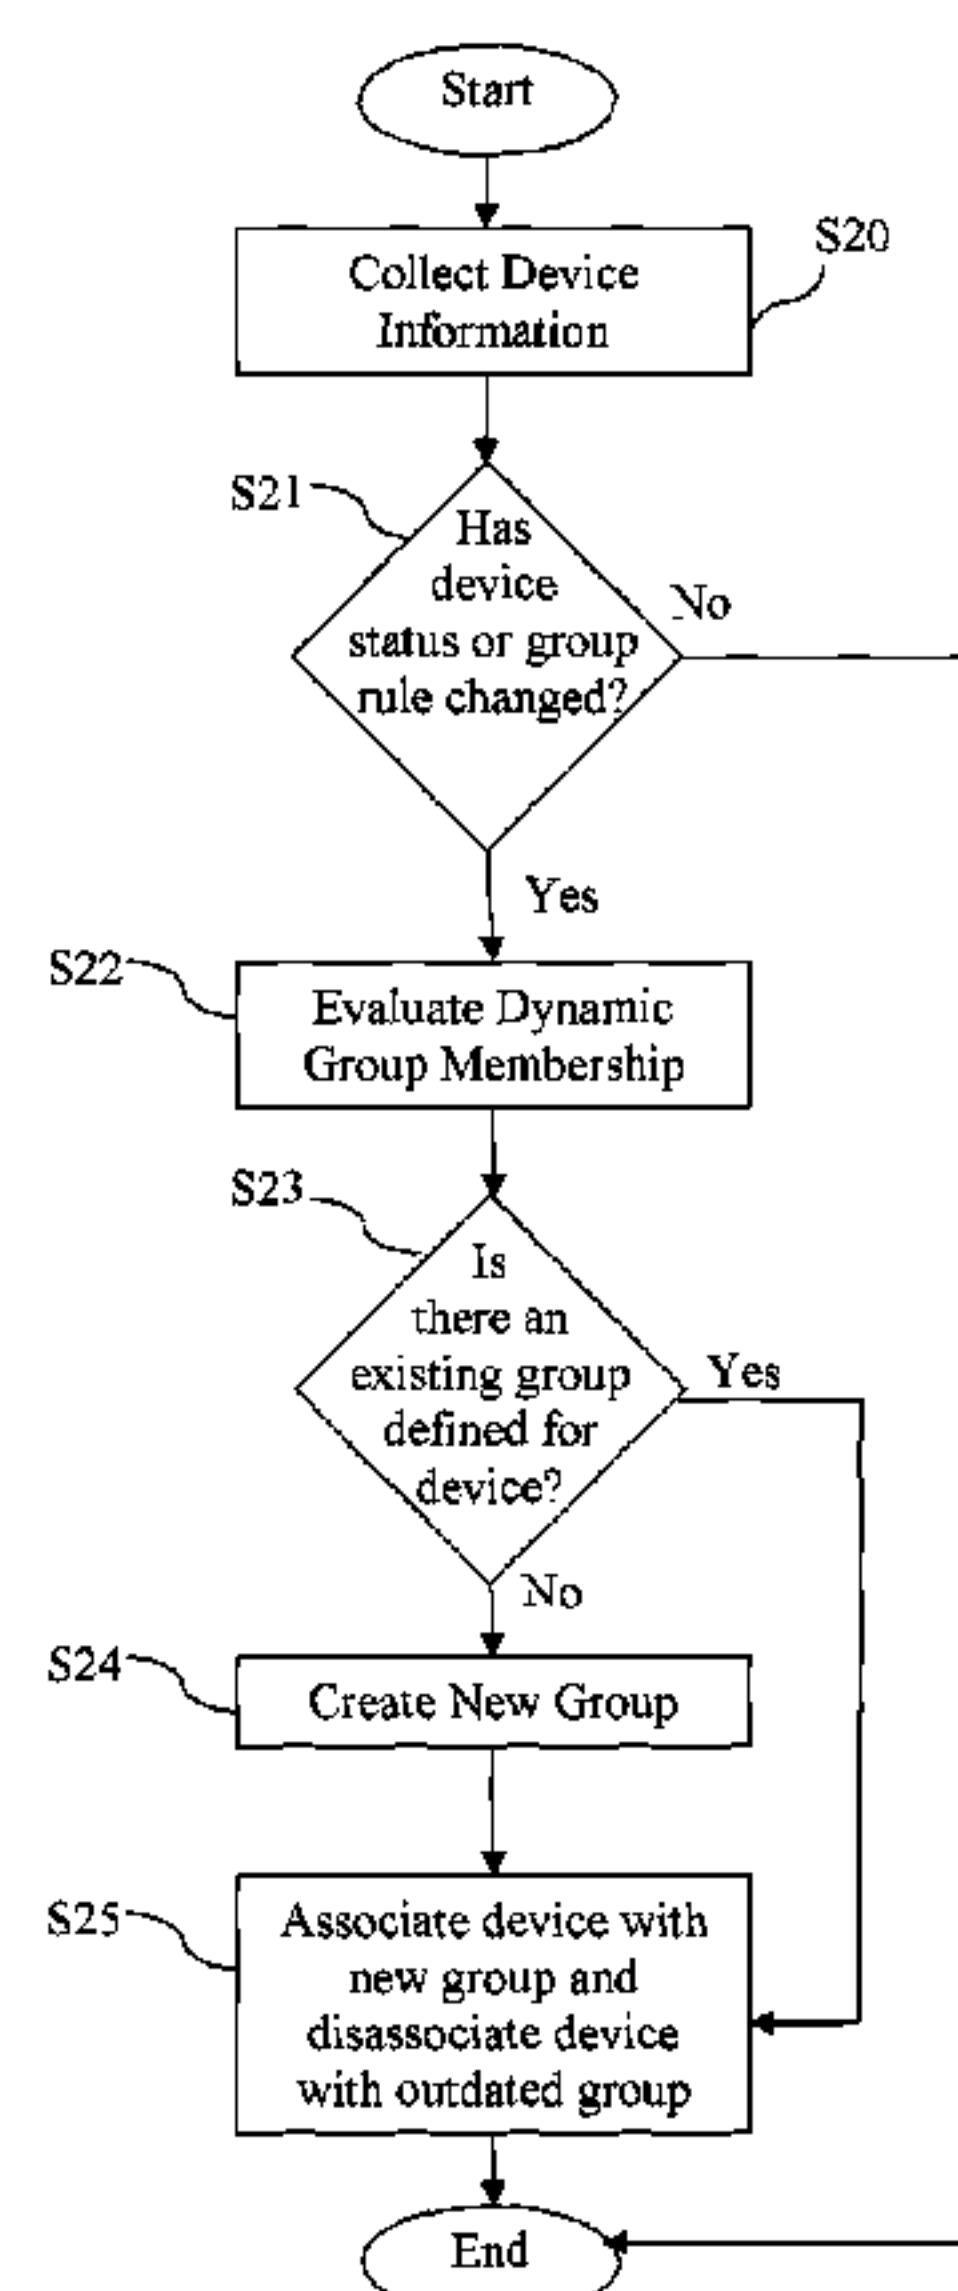 Start
S20
Collect Device
Information
S21
Has
device
status or group
rule changed?
No
Yes
S22
Evaluate Dynamic
Group Membership
S23
Is
there an
existing group
defined for
device?
Yes
No
S24
Create New Group
S25
Associate device with
new group and
disassociate device
with outdated group
End